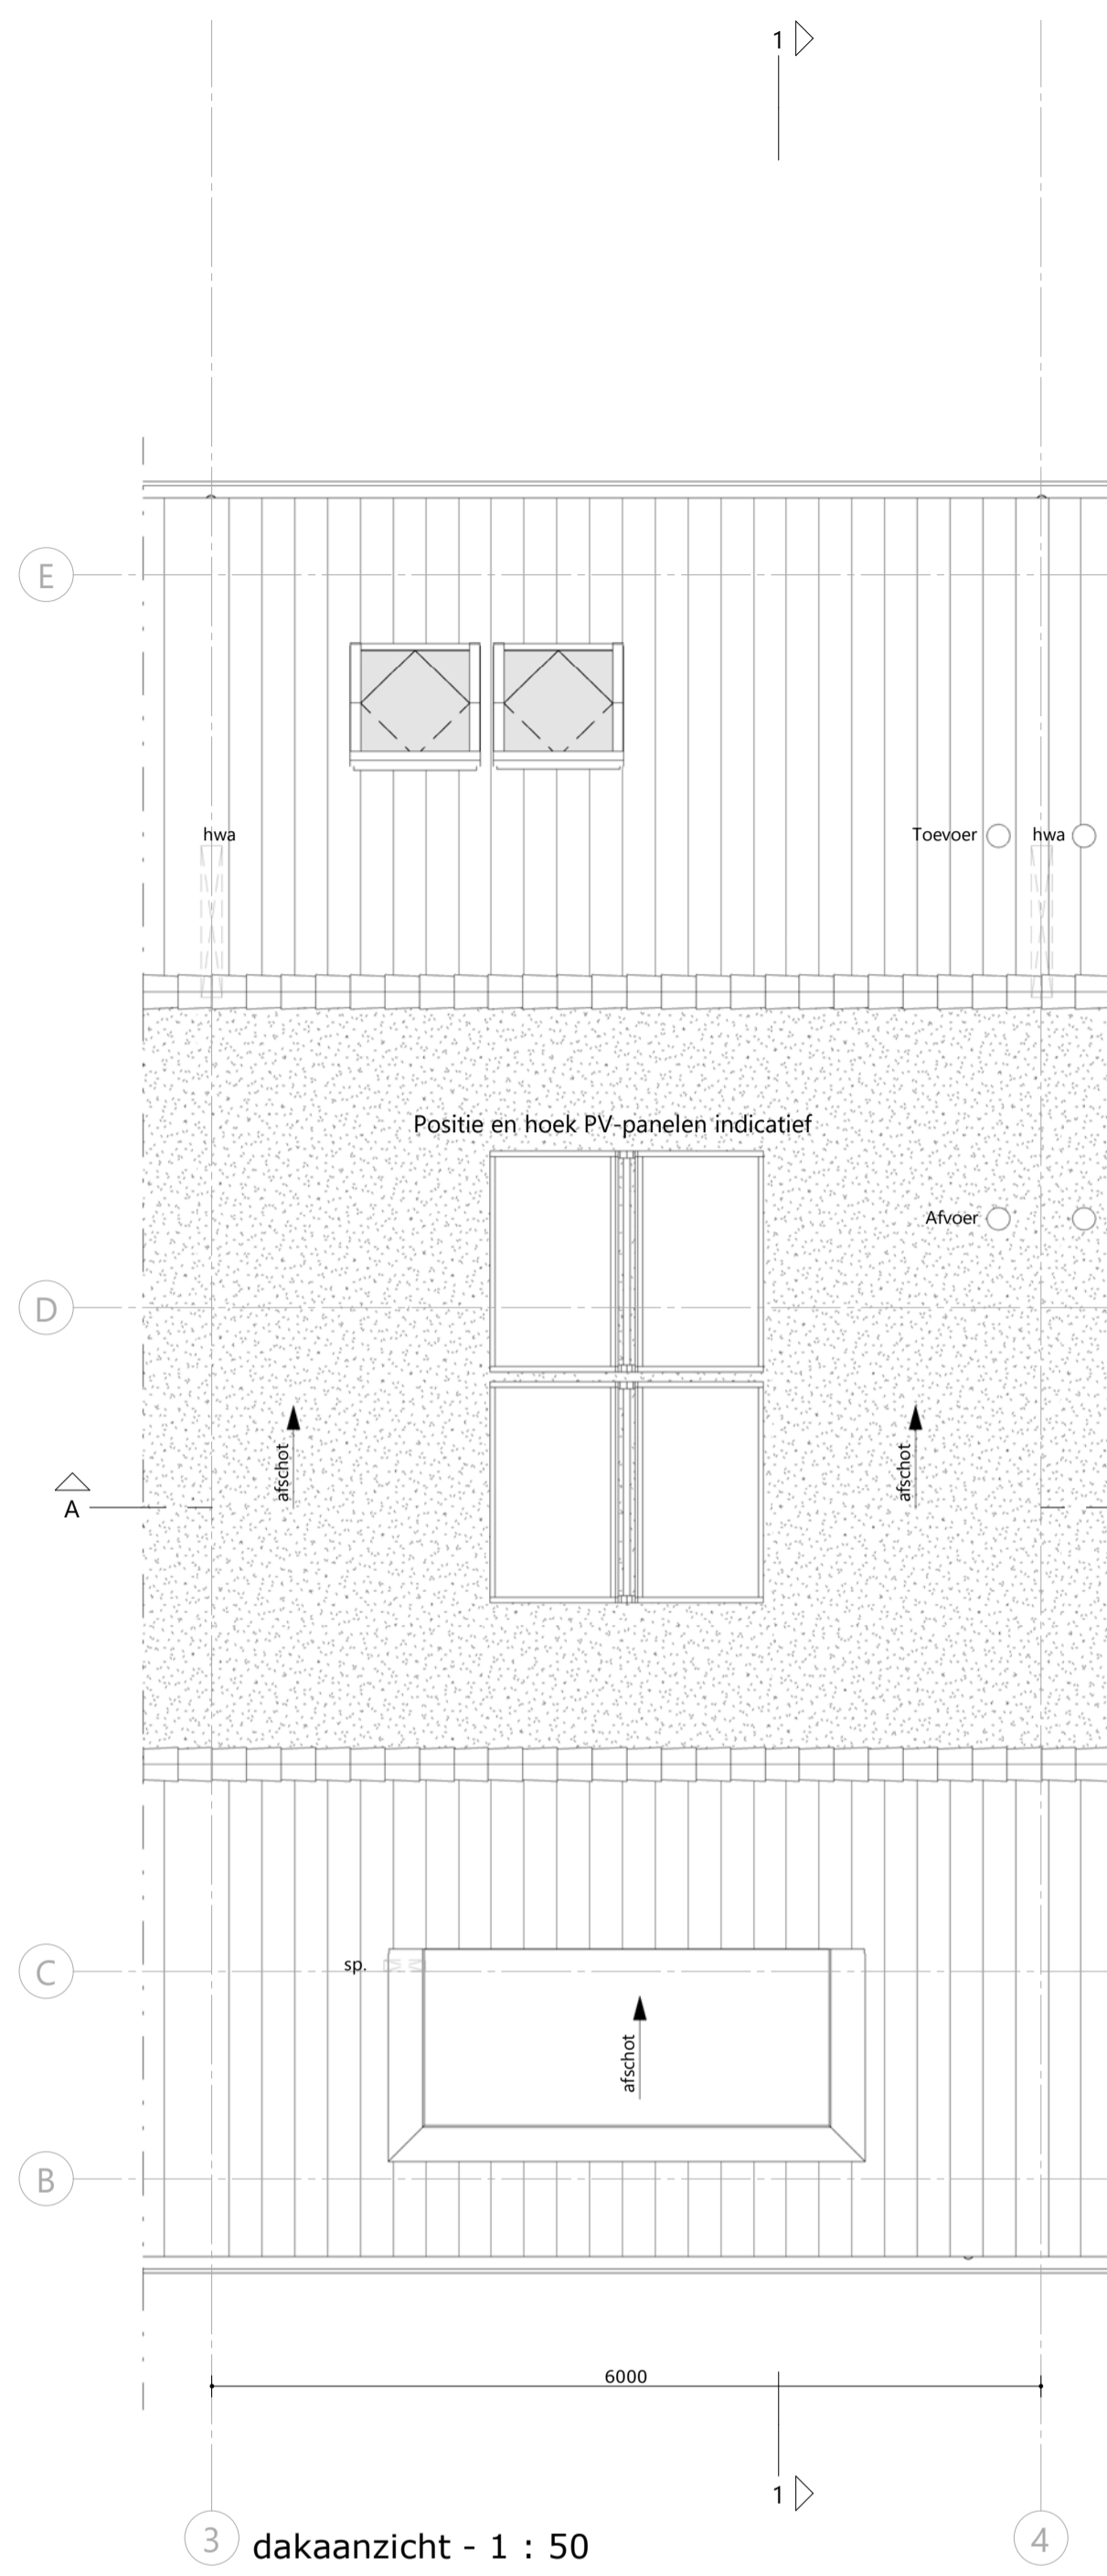 1
E
hwa
Toevoer
hwa
Positie en hoek PV-panelen indicatief
Afvoer
D
afschot
afschot
A
sp.
C
afschot
B
6000
1
3
dakaanzicht - 1 : 50
4